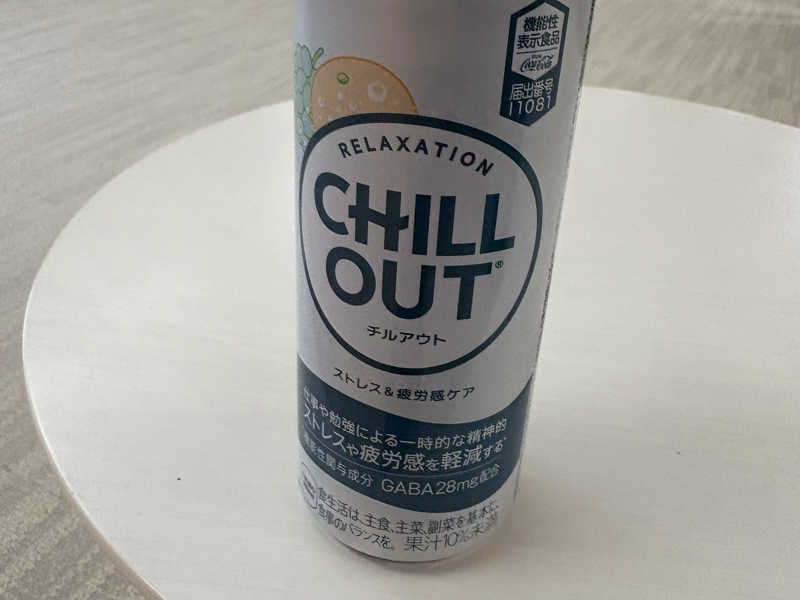 機能性
表示食品
Coca-Cola
届出番号
I1081
RELAXATION
CHILL
OUT®
チルアウト
ストレス&疲労感ケア
仕事や勉強による一時的な精神的
ストレスや疲労感を軽減する、
機能性関与成分 GABA28mg配合
食生活は、主食、主菜、副菜を基本に、
食事のバランスを。 果汁10%未満